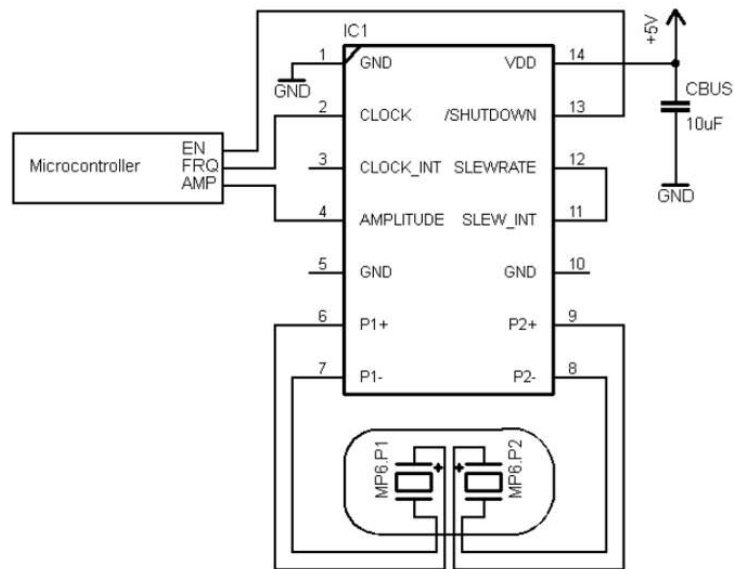 IC1
+5V
1 GND VDD 14
GND
CBUS
10uF
GND
2 CLOCK /SHUTDOWN 13
Microcontroller
EN
FRQ
AMP
3 CLOCK_INT SLEWRATE 12
4 AMPLITUDE SLEW_INT 11
5 GND GND 10
6 P1+ P2+ 9
7 P1- P2- 8
MP6.P1
+
+
MP6.P2